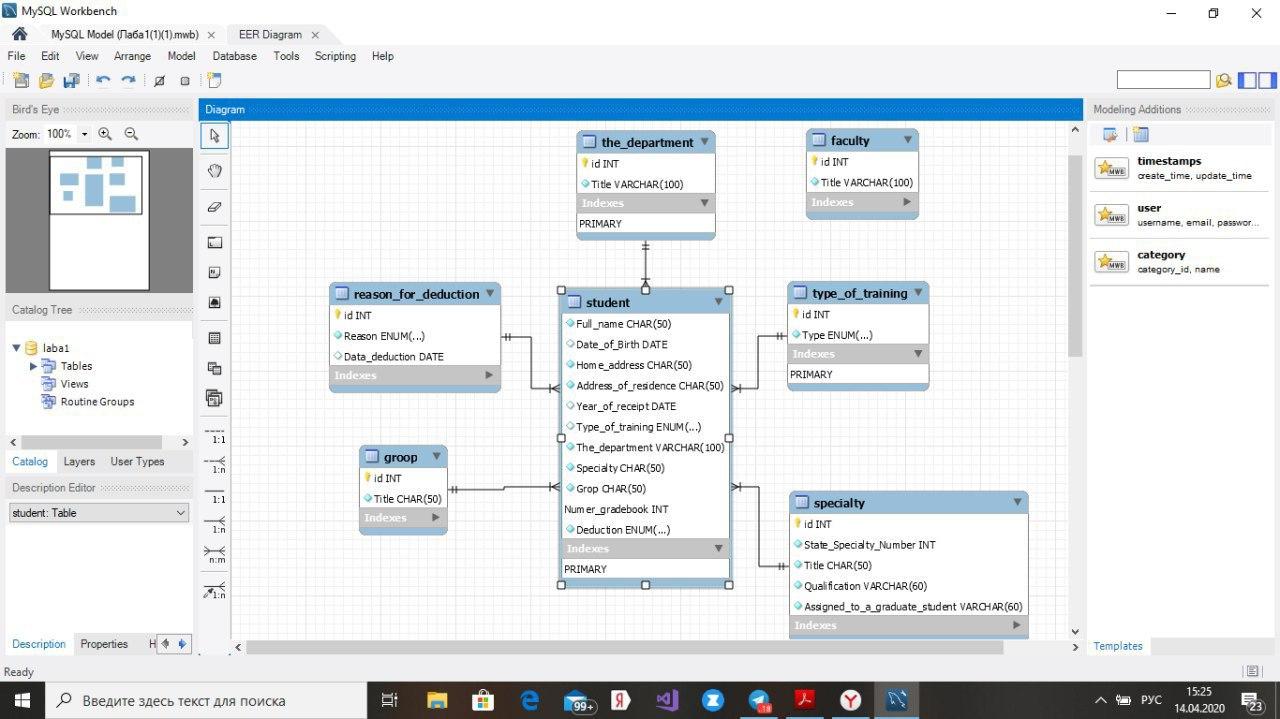 MySQL Workbench
MySQL Model (Лаба1(1)(1).mwb)
EER Diagram
File Edit View Arrange Model Database Tools Scripting Help
Bird's Eye
Zoom: 100%
Catalog Tree
laba1
Tables
Views
Routine Groups
Catalog Layers User Types
Description Editor
student: Table
Description Properties H
Diagram
1:1
1:n
1:1
1:n
n:m
1:n
the_department
id INT
Title VARCHAR(100)
Indexes
PRIMARY
faculty
id INT
Title VARCHAR(100)
Indexes
reason_for_deduction
id INT
Reason ENUM(...)
Data_deduction DATE
Indexes
student
Full_name CHAR(50)
Date_of_Birth DATE
Home_address CHAR(50)
Address_of_residence CHAR(50)
Year_of_receipt DATE
Type_of_training ENUM(...)
The_department VARCHAR(100)
Specialty CHAR(50)
Grop CHAR(50)
Numer_gradebook INT
Deduction ENUM(...)
Indexes
PRIMARY
type_of_training
id INT
Type ENUM(...)
Indexes
PRIMARY
groop
id INT
Title CHAR(50)
Indexes
specialty
id INT
State_Specialty_Number INT
Title CHAR(50)
Qualification VARCHAR(60)
Assigned_to_a_graduate_student VARCHAR(60)
Indexes
Modeling Additions
MWB
timestamps
create_time, update_time
MWB
user
username, email, passwor...
MWB
category
category_id, name
Templates
Ready
Введите здесь текст для поиска
99+
Я
Y
РУС
15:25
14.04.2020
23